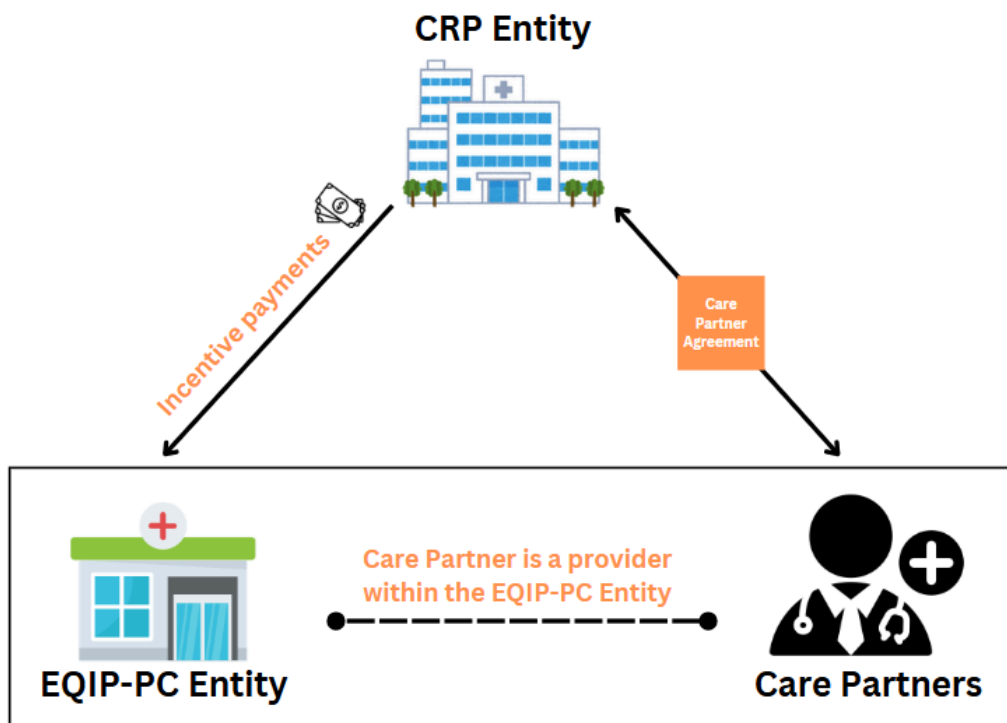 CRP Entity
Incentive payments
Care
Partner
Agreement
Care Partner is a provider
within the EQIP-PC Entity
EQIP-PC Entity
Care Partners